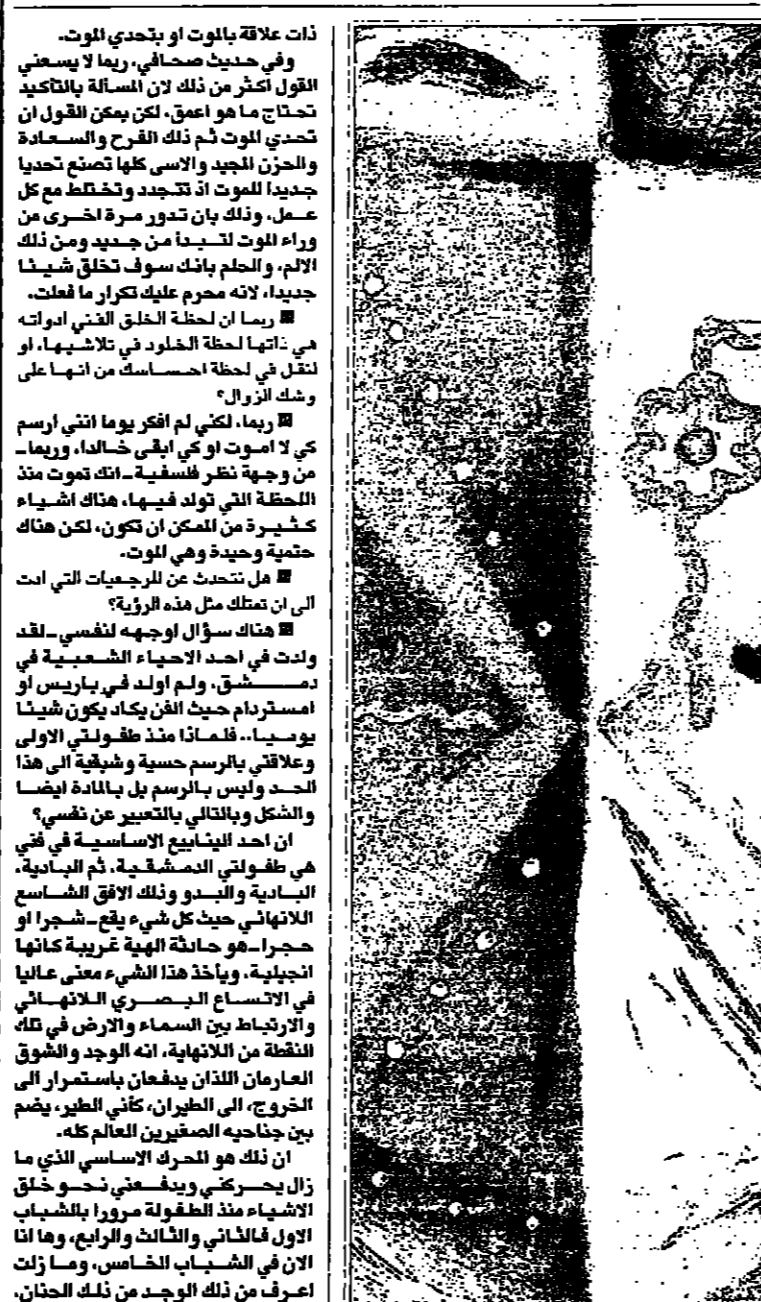 ذات علاقة بالموت او بتحدي الموت.
وفي حديث صحافي، ربما لا يسعني
القول اكثر من ذلك لان المسألة بالتأكيد
تحتاج ما هو اعمق، لكن يمكن القول ان
تحدي الموت ثم ذلك الفرح والسعادة
والحزن المجيد والاسى كلها تصنع تحديا
جديدا للموت اذ تتجدد وتختلط مع كل
عمل، وذلك بان تدور مرة اخرى من
وراء الموت لتبدأ من جديد ومن ذلك
الالم، والحلم بانك سوف تخلق شيئا
جديدا، لانه محرم عليك تكرار ما فعلت.
■ ربما ان لحظة الخلق الفني ادواته
هي ذاتها لحظة الخلود في تلاشيها، او
لنقل في لحظة احساسك من انها على
وشك الزوال؟
■ ربما، لكني لم افكر يوما انني ارسم
كي لا اموت او كي ابقى خالدا، وربما ـ
من وجهة نظر فلسفية ـ انك تموت منذ
اللحظة التي تولد فيها، هناك اشياء
كثيرة من الممكن ان تكون، لكن هناك
حتمية وحيدة وهي الموت.
■ هل نتحدث عن المرجعيات التي ادت
الى ان تمتلك مثل هذه الرؤية؟
■ هناك سؤال اوجهه لنفسي ـ لقد
ولدت في احد الاحياء الشعبية في
دمشق، ولم اولد في باريس او
امستردام حيث الفن يكاد يكون شيئا
يوميا.. فلماذا منذ طفولتي الاولى
وعلاقتي بالرسم حسية وشبقية الى هذا
الحد وليس بالرسم بل بالمادة ايضا
والشكل وبالتالي بالتعبير عن نفسي؟
ان احد الينابيع الاساسية في فني
هي طفولتي الدمشقية، ثم البادية،
البادية والبدو وذلك الافق الشاسع
اللانهائي حيث كل شيء يقع ـ شجرا او
حجرا ـ هو حادثة الهية غريبة كانها
انجيلية، ويأخذ هذا الشيء معنى عاليا
في الاتساع البصري اللانهائي
والارتباط بين السماء والارض في تلك
النقطة من اللانهاية، انه الوجد والشوق
العارمان اللذان يدفعان باستمرار الى
الخروج، الى الطيران، كأني الطير، يضم
بين جناحيه الصغيرين العالم كله.
ان ذلك هو المحرك الاساسي الذي ما
زال يحركني ويدفعني نحو خلق
الاشياء منذ الطفولة مرورا بالشباب
الاول فالثاني والثالث والرابع، وها انا
الان في الشباب الخامس، وما زلت
اعرف من ذلك الوجد من ذلك الحنان،